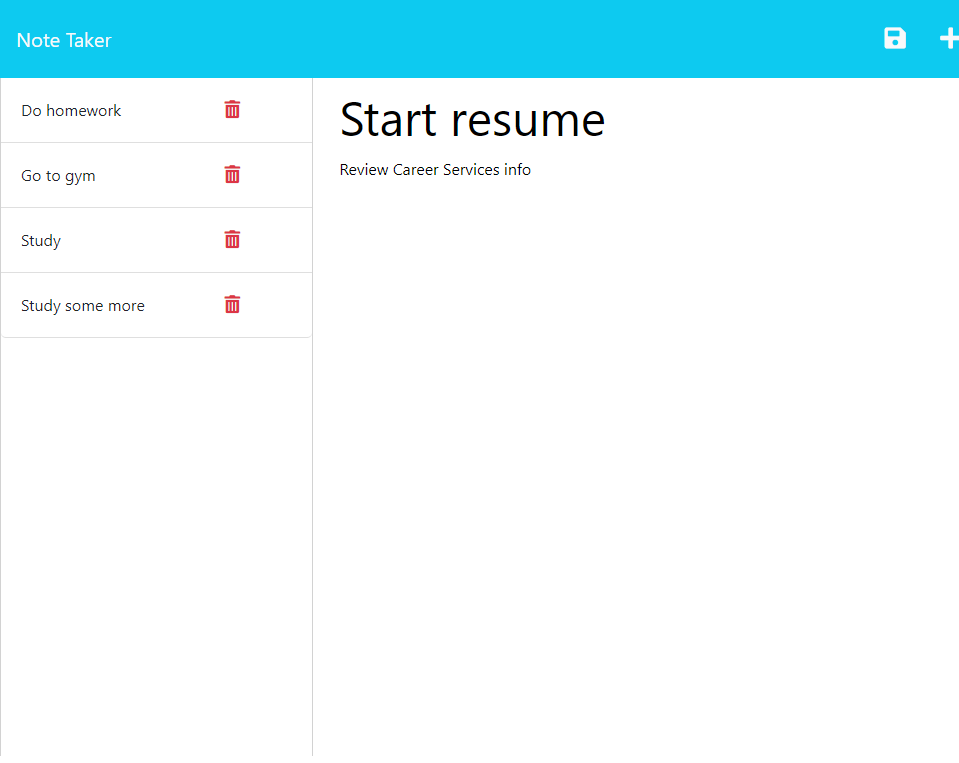 Note Taker
Do homework
Go to gym
Study
Study some more
Start resume
Review Career Services info